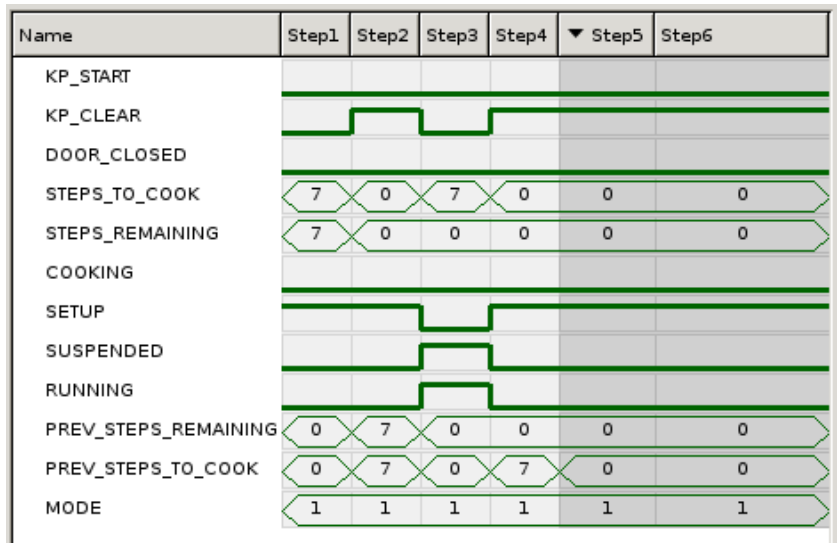 Name Step1 Step2 Step3 Step4 ▼ Step5 Step6
KP_START
KP_CLEAR
DOOR_CLOSED
STEPS_TO_COOK 7 0 7 0 0 0
STEPS_REMAINING 7 0 0 0 0 0
COOKING
SETUP
SUSPENDED
RUNNING
PREV_STEPS_REMAINING 0 7 0 0 0 0
PREV_STEPS_TO_COOK 0 7 0 7 0 0
MODE 1 1 1 1 1 1